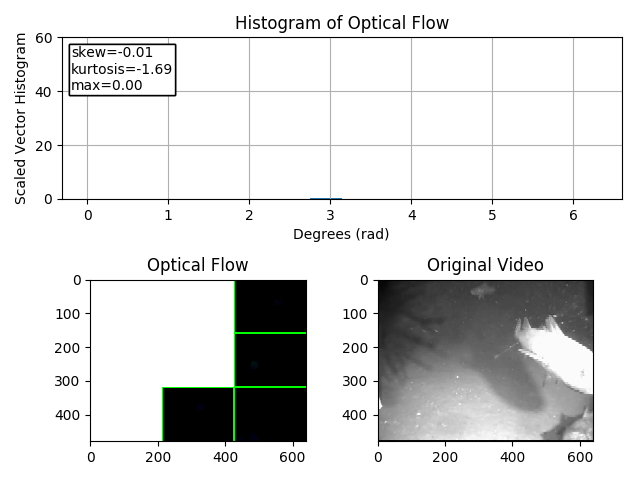 Histogram of Optical Flow
Scaled Vector Histogram
60
40
20
0
skew=-0.01
kurtosis=-1.69
max=0.00
0 1 2 3 4 5 6
Degrees (rad)
Optical Flow
0
100
200
300
400
0 200 400 600
Original Video
0
100
200
300
400
0 200 400 600